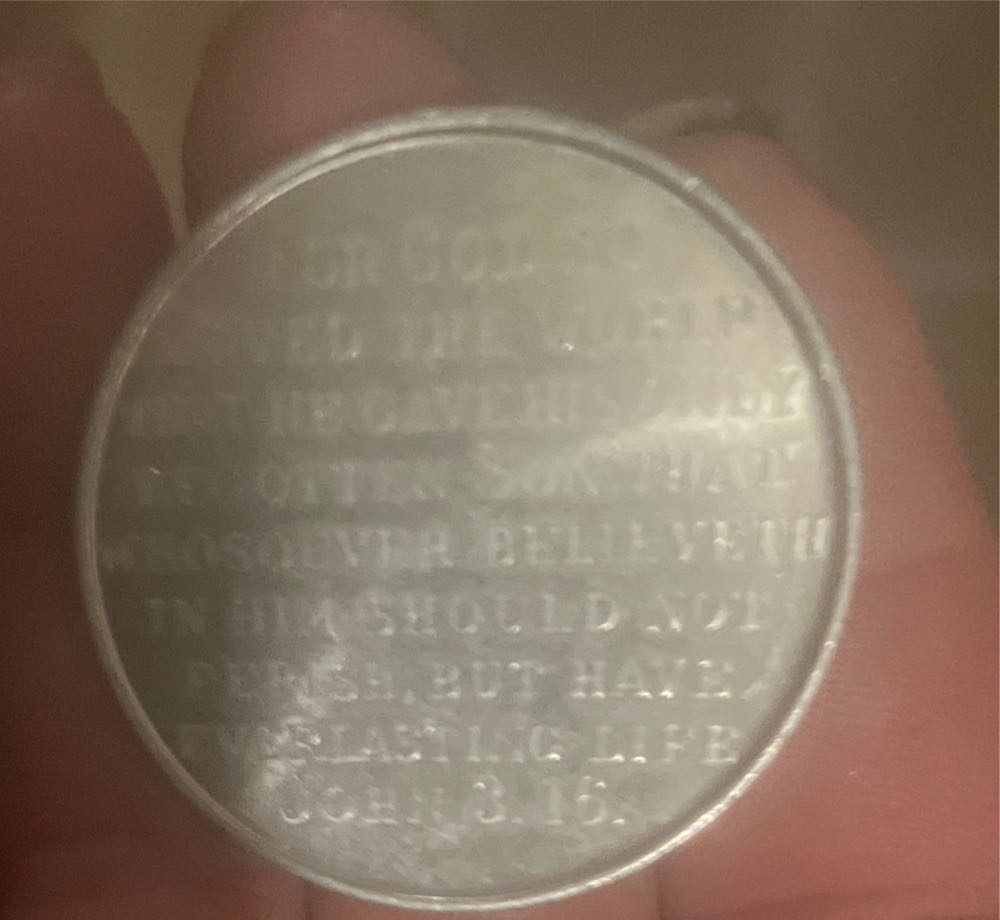 FOR GOD SO
LOVED THE WORLD
THAT HE GAVE HIS ONLY
BEGOTTEN SON, THAT
WHOSOEVER BELIEVETH
IN HIM SHOULD NOT
PERISH, BUT HAVE
EVERLASTING LIFE
JOHN 3.16.